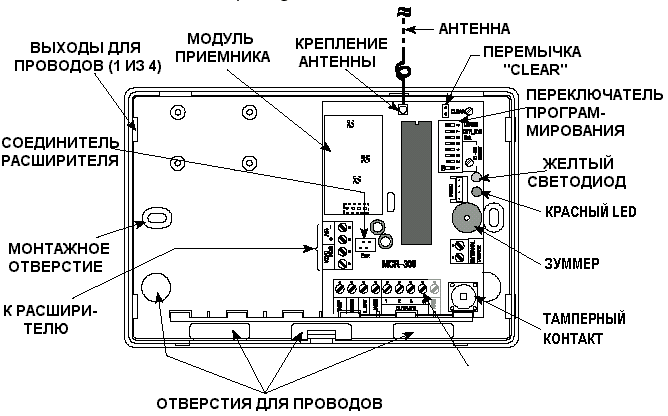 АНТЕННА
ВЫХОДЫ ДЛЯ
ПРОВОДОВ (1 ИЗ 4)
МОДУЛЬ
ПРИЕМНИКА
КРЕПЛЕНИЕ
АНТЕННЫ
ПЕРЕМЫЧКА
"CLEAR"
ПЕРЕКЛЮЧАТЕЛЬ
ПРОГРАМ-
МИРОВАНИЯ
CLEAR
СОЕДИНИТЕЛЬ
РАСШИРИТЕЛЯ
ЖЕЛТЫЙ
СВЕТОДИОД
КРАСНЫЙ LED
МОНТАЖНОЕ
ОТВЕРСТИЕ
ЗУММЕР
MCR-308
К РАСШИРИ-
ТЕЛЮ
ТАМПЕРНЫЙ
КОНТАКТ
ОТВЕРСТИЯ ДЛЯ ПРОВОДОВ